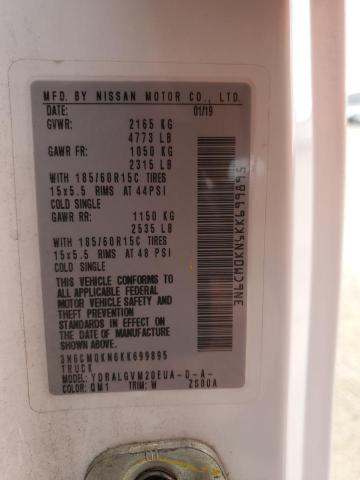 MFD. BY NISSAN MOTOR CO., LTD.
DATE: 01/19
GVWR: 2165 KG
4773 LB
GAWR FR: 1050 KG
2315 LB
WITH 185/60R15C TIRES
15x5.5 RIMS AT 44PSI
COLD SINGLE
GAWR RR: 1150 KG
2535 LB
WITH 185/60R15C TIRES
15x5.5 RIMS AT 48 PSI
COLD SINGLE
THIS VEHICLE CONFORMS TO
ALL APPLICABLE FEDERAL
MOTOR VEHICLE SAFETY
AND THEFT PREVENTION
STANDARDS IN EFFECT ON THE
DATE OF MANUFACTURE
SHOWN ABOVE.
3N6CM0KN6KK699895
TRUCK
MODEL: YDRALGVM20EUA-D-A-
COLOR: QM1 TRIM: W ZS00A
3N6CM0KN6KK699895